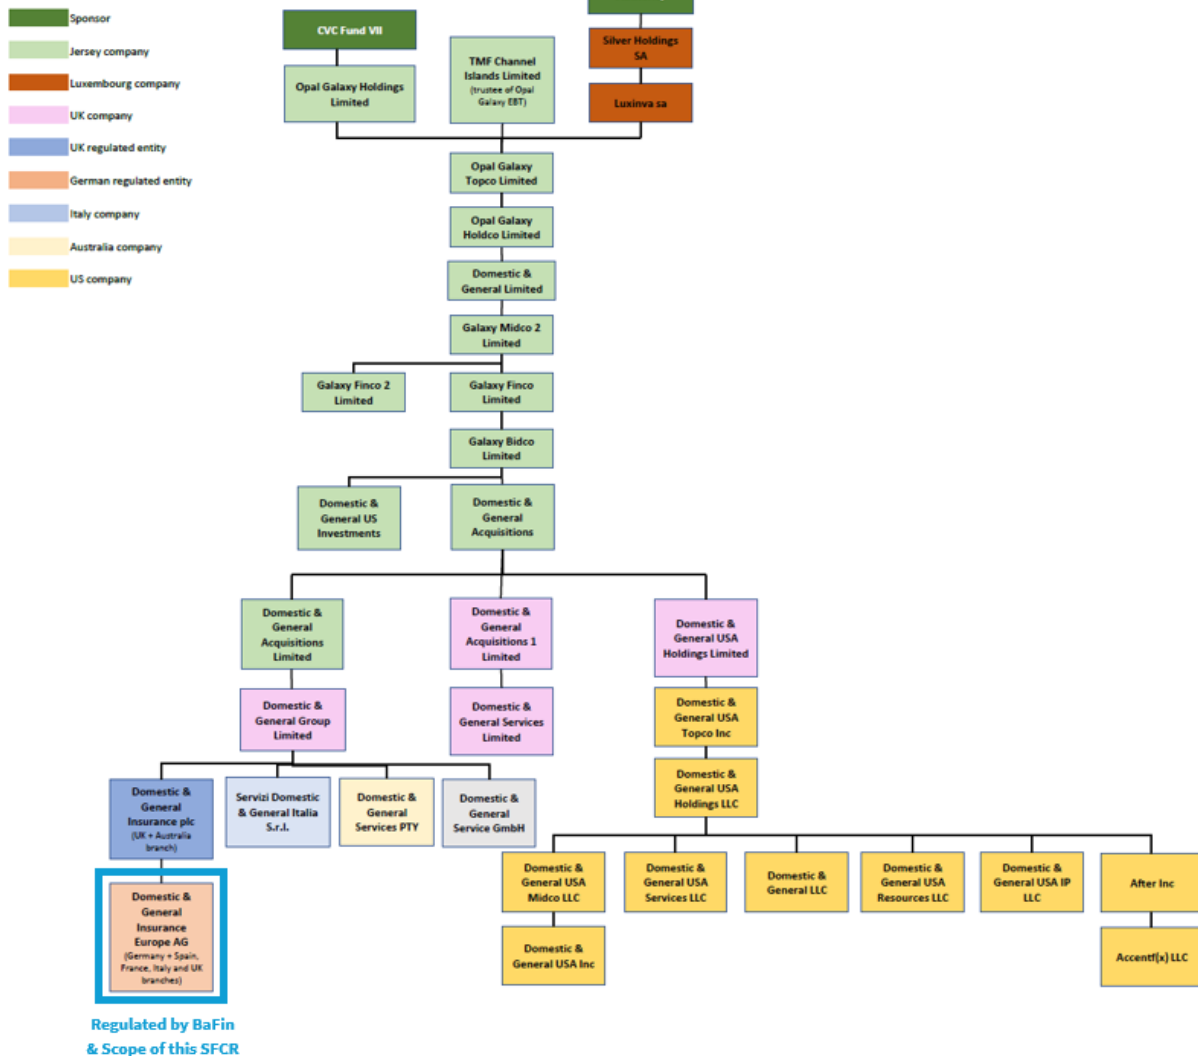 Sponsor
Jersey company
Luxembourg company
UK company
UK regulated entity
German regulated entity
Italy company
Australia company
US company
CVC Fund VII
Opal Galaxy Holdings
Limited
TMF Channel
Islands Limited
(trustee of Opal
Galaxy EBT)
Silver Holdings
SA
Luxinva sa
Opal Galaxy
Topco Limited
Opal Galaxy
Holdco Limited
Domestic &
General Limited
Galaxy Midco 2
Limited
Galaxy Finco 2
Limited
Galaxy Finco
Limited
Galaxy Bidco
Limited
Domestic &
General US
Investments
Domestic &
General
Acquisitions
Domestic &
General
Acquisitions
Limited
Domestic &
General
Acquisitions 1
Limited
Domestic &
General USA
Holdings Limited
Domestic &
General Group
Limited
Domestic &
General Services
Limited
Domestic &
General USA
Topco Inc
Domestic &
General USA
Holdings LLC
Domestic &
General
Insurance plc
(UK + Australia
branch)
Servizi Domestic
& General Italia
S.r.l.
Domestic &
General
Services PTY
Domestic &
General
Service GmbH
Domestic &
General USA
Midco LLC
Domestic &
General USA
Services LLC
Domestic &
General LLC
Domestic &
General USA
Resources LLC
Domestic &
General USA IP
LLC
After Inc
Domestic &
General
Insurance
Europe AG
(Germany + Spain,
France, Italy and UK
branches)
Domestic &
General USA Inc
Accentf(x) LLC
Regulated by BaFin
& Scope of this SFCR